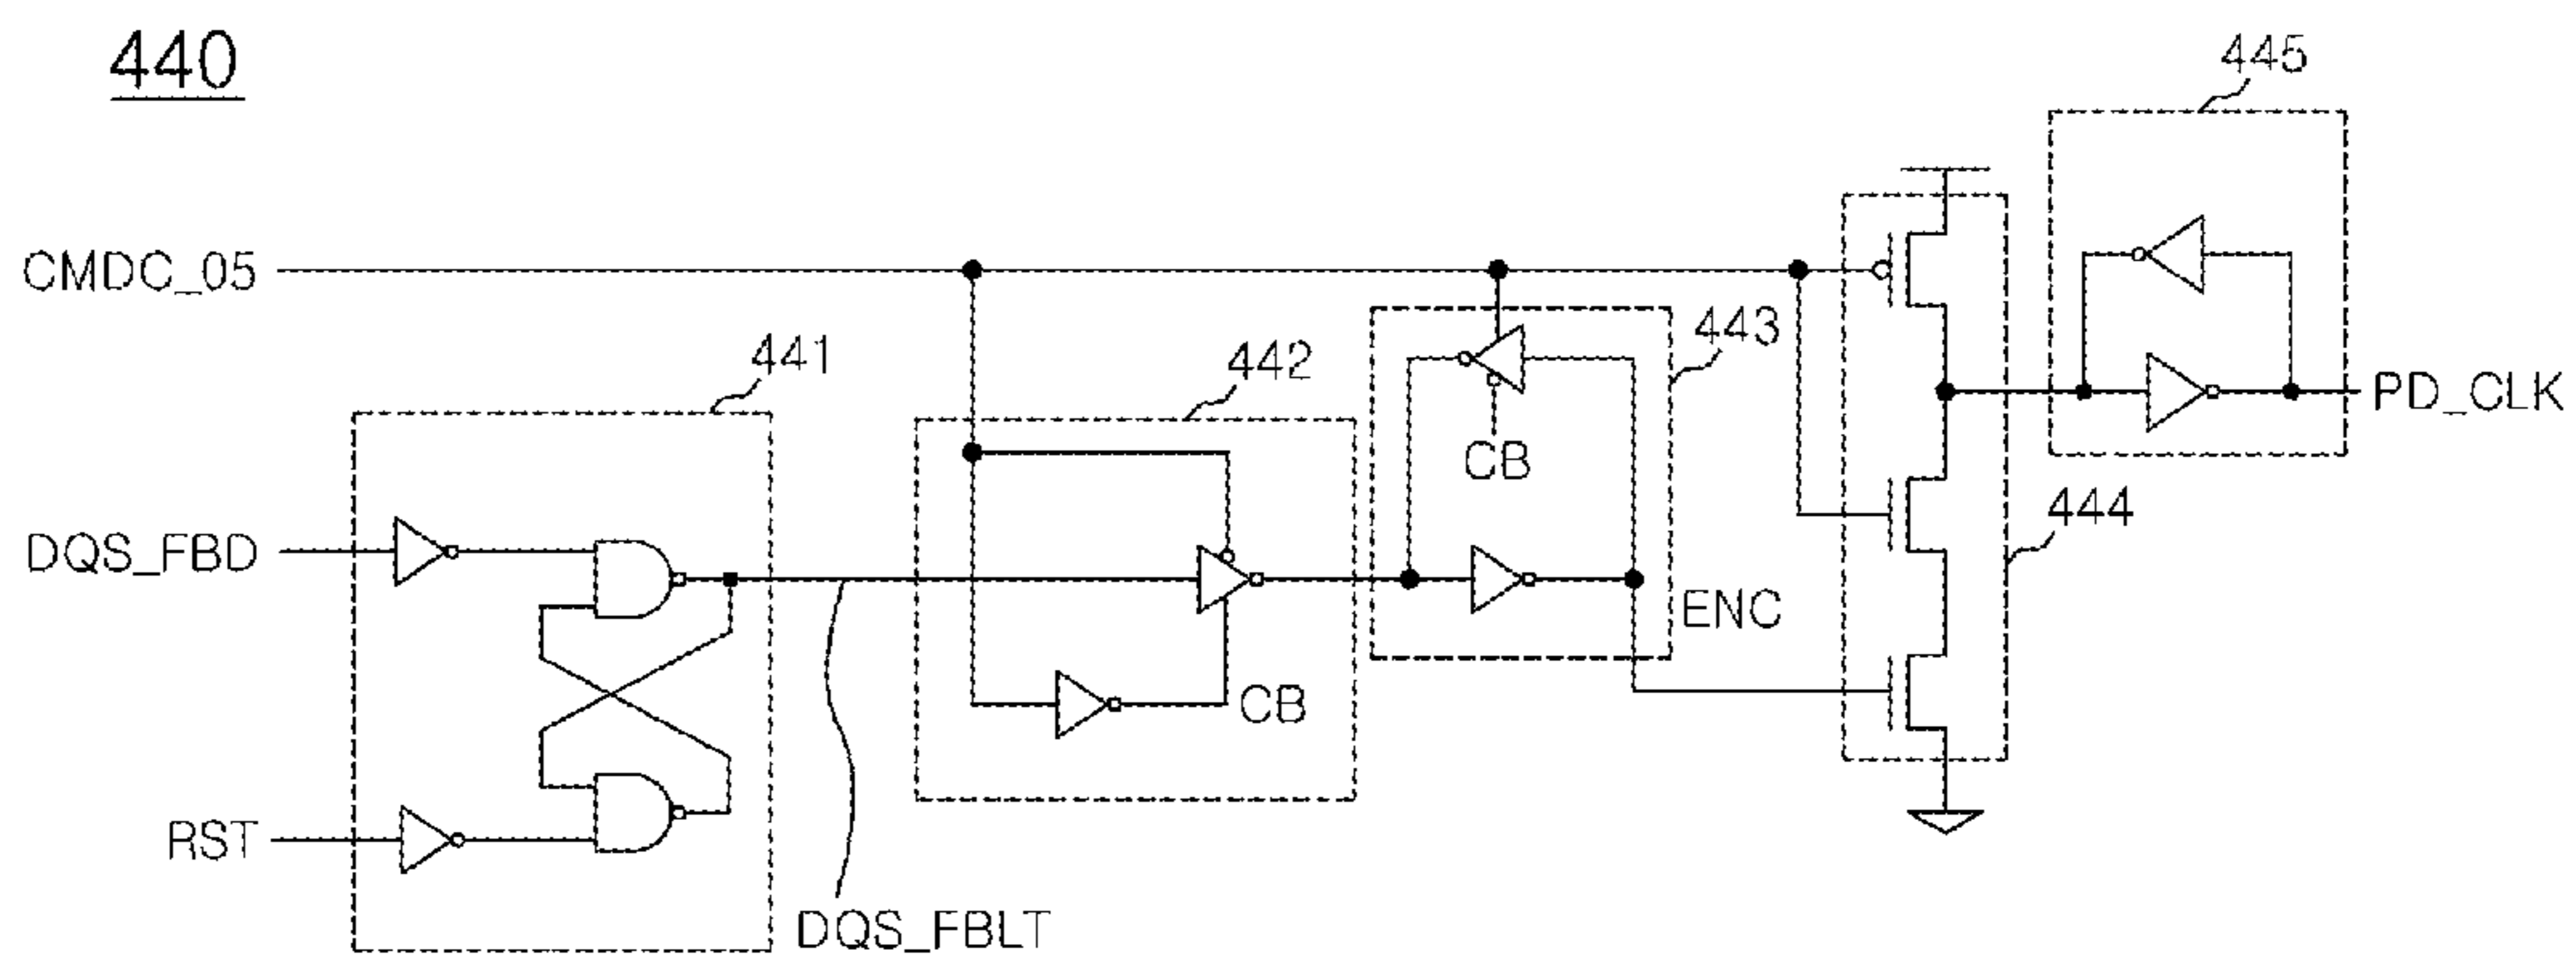 440
445
CMDC_05
443
441
442
CB
PD_CLK
444
DQS_FBD
ENC
CB
RST
DQS_FBLT